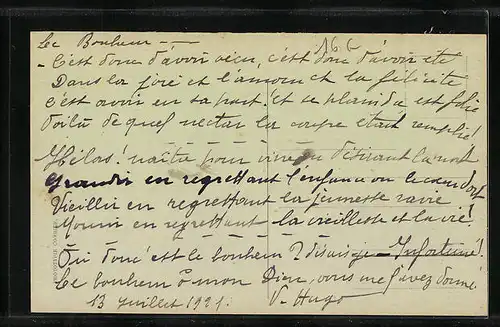 Le Bonheur —
16.G
- C'est donc d'avoir vécu, c'est donc d'avoir été
Dans la joie et l'amour et la félicité
C'est avoir eu sa part! et se plaindre est folie
Voilà de quel nectar la coupe était remplie!
Hélas! naître pour vivre en désirant la mort
Grandir en regrettant l'enfance où le cœur dort
Vieillir en regrettant la jeunesse ravie
Mourir en regrettant la vieillesse et la vie!
Où donc est le bonheur? disais-je - Infortuné!
Le bonheur ô mon Dieu, vous me l'avez donné
13 Juillet 1921. V. Hugo